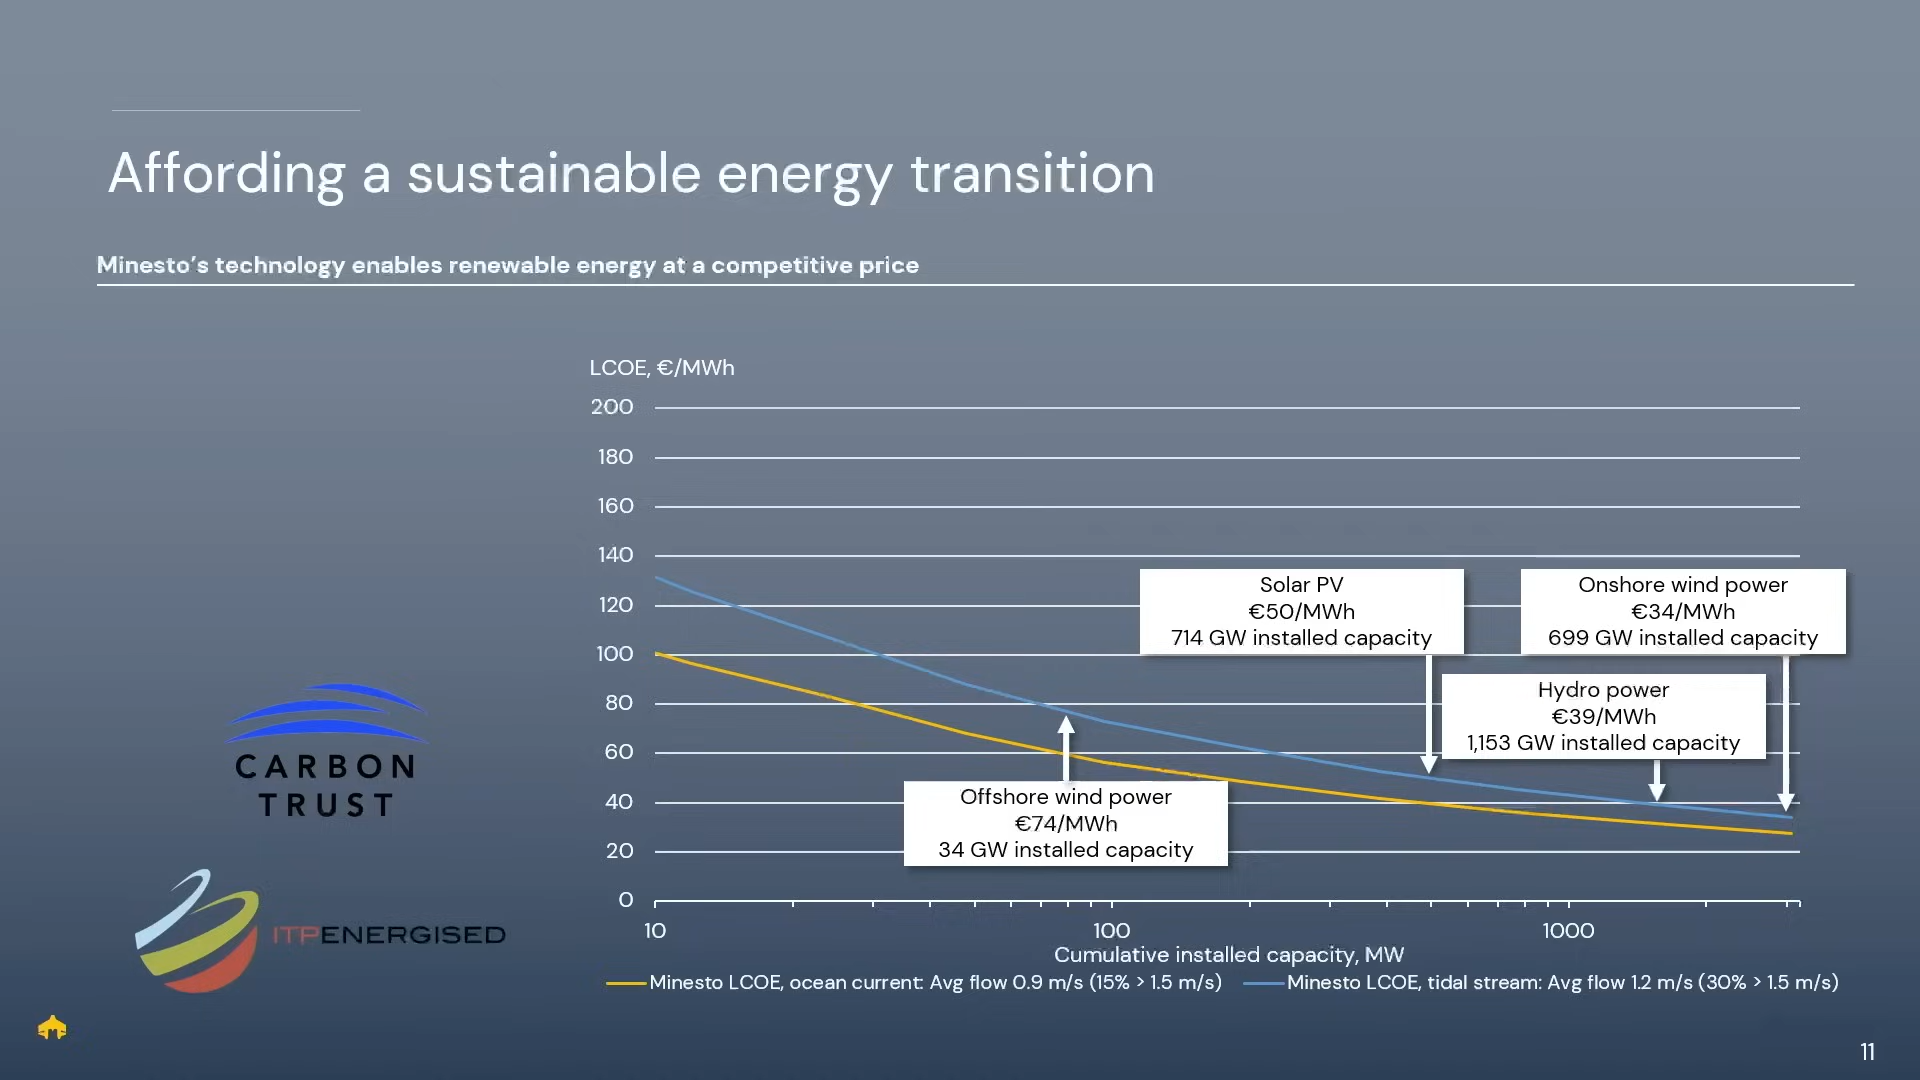 Affording a sustainable energy transition
Minesto’s technology enables renewable energy at a competitive price
LCOE, €/MWh
200
180
160
140
120
100
80
60
40
20
0
10
100
1000
Cumulative installed capacity, MW
Solar PV
€50/MWh
714 GW installed capacity
Onshore wind power
€34/MWh
699 GW installed capacity
Hydro power
€39/MWh
1,153 GW installed capacity
Offshore wind power
€74/MWh
34 GW installed capacity
Minesto LCOE, ocean current: Avg flow 0.9 m/s (15% > 1.5 m/s)
Minesto LCOE, tidal stream: Avg flow 1.2 m/s (30% > 1.5 m/s)
CARBON
TRUST
ITPENERGISED
11